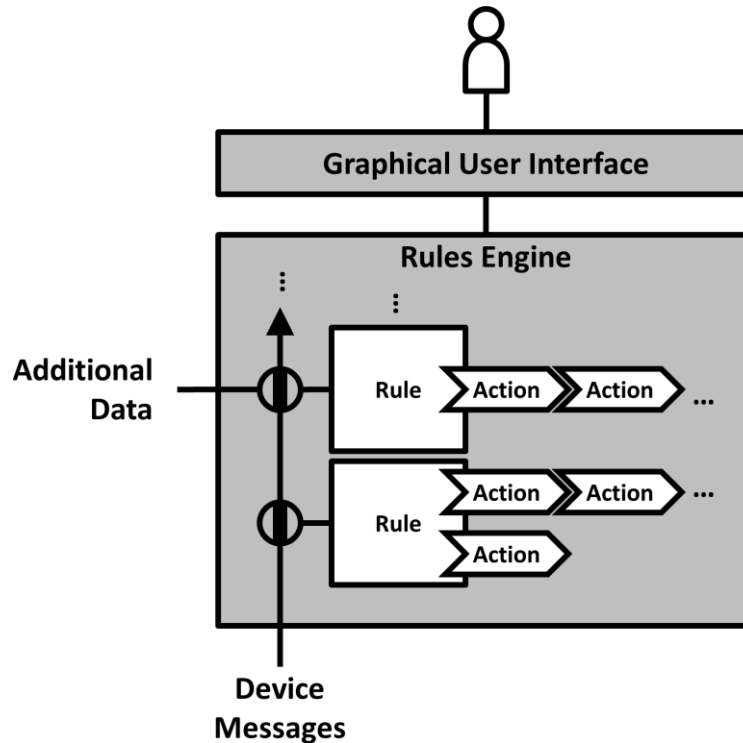 Graphical User Interface
Rules Engine
⋮ ⋮
Additional
Data
Rule Action Action ...
Rule Action Action ...
Action
Device
Messages